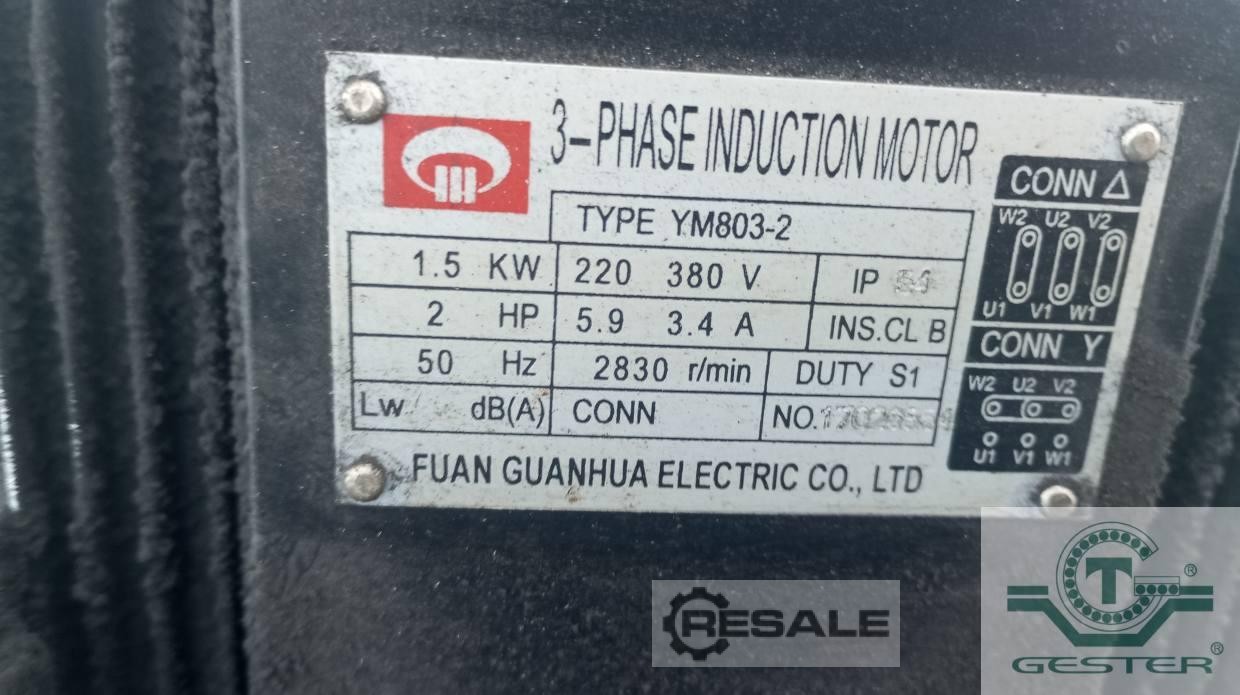 3-PHASE INDUCTION MOTOR
TYPE YM803-2
1.5 KW 220 380 V IP 54
2 HP 5.9 3.4 A INS.CL B
50 Hz 2830 r/min DUTY S1
Lw dB(A) CONN NO.
FUAN GUANHUA ELECTRIC CO., LTD
CONN Δ
W2 U2 V2
U1 V1 W1
CONN Y
W2 U2 V2
U1 V1 W1
RESALE
GT
®
GESTER®